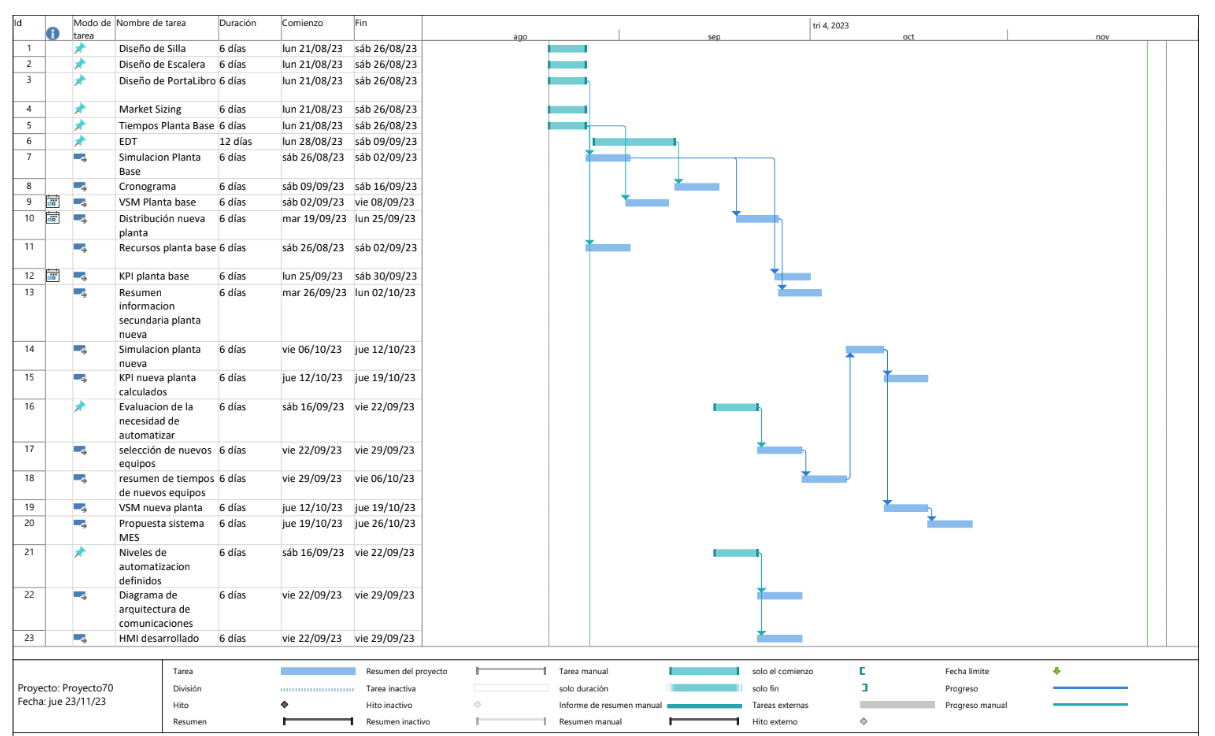 Id Modo de tarea Nombre de tarea Duración Comienzo Fin
tri 4, 2023
ago sep oct nov
1 Diseño de Silla 6 días lun 21/08/23 sáb 26/08/23
2 Diseño de Escalera 6 días lun 21/08/23 sáb 26/08/23
3 Diseño de PortaLibro 6 días lun 21/08/23 sáb 26/08/23
4 Market Sizing 6 días lun 21/08/23 sáb 26/08/23
5 Tiempos Planta Base 6 días lun 21/08/23 sáb 26/08/23
6 EDT 12 días lun 28/08/23 sáb 09/09/23
7 Simulacion Planta 6 días sáb 26/08/23 sáb 02/09/23
Base
8 Cronograma 6 días sáb 09/09/23 sáb 16/09/23
9 VSM Planta base 6 días sáb 02/09/23 vie 08/09/23
10 Distribución nueva 6 días mar 19/09/23 lun 25/09/23
planta
11 Recursos planta base 6 días sáb 26/08/23 sáb 02/09/23
12 KPI planta base 6 días lun 25/09/23 sáb 30/09/23
13 Resumen 6 días mar 26/09/23 lun 02/10/23
informacion
secundaria planta
nueva
14 Simulacion planta 6 días vie 06/10/23 jue 12/10/23
nueva
15 KPI nueva planta 6 días jue 12/10/23 jue 19/10/23
calculados
16 Evaluacion de la 6 días sáb 16/09/23 vie 22/09/23
necesidad de
automatizar
17 selección de nuevos 6 días vie 22/09/23 vie 29/09/23
equipos
18 resumen de tiempos 6 días vie 29/09/23 vie 06/10/23
de nuevos equipos
19 VSM nueva planta 6 días jue 12/10/23 jue 19/10/23
20 Propuesta sistema 6 días jue 19/10/23 jue 26/10/23
MES
21 Niveles de 6 días sáb 16/09/23 vie 22/09/23
automatizacion
definidos
22 Diagrama de 6 días vie 22/09/23 vie 29/09/23
arquitectura de
comunicaciones
23 HMI desarrollado 6 días vie 22/09/23 vie 29/09/23
Proyecto: Proyecto70
Fecha: jue 23/11/23
Tarea Resumen del proyecto Tarea manual solo el comienzo Fecha límite
División Tarea inactiva solo duración solo fin Progreso
Hito Hito inactivo Informe de resumen manual Tareas externas Progreso manual
Resumen Resumen inactivo Resumen manual Hito externo